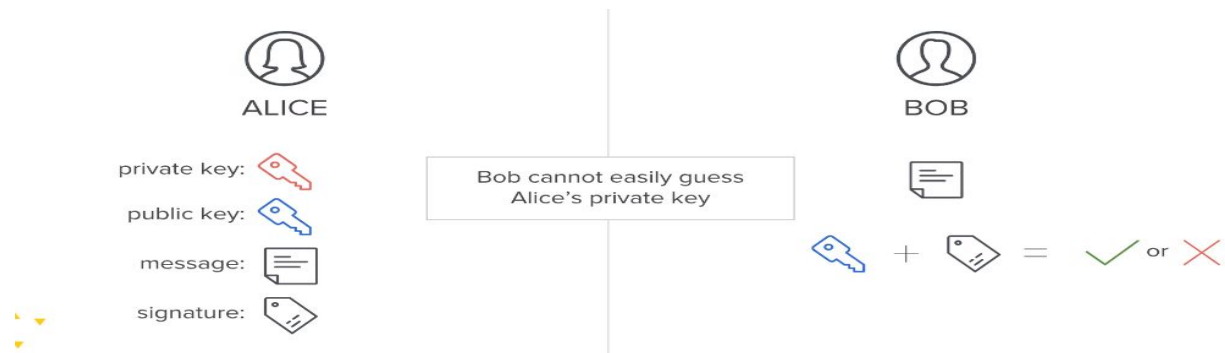 ALICE
private key:
public key:
message:
signature:
Bob cannot easily guess
Alice's private key
BOB
+
=
or